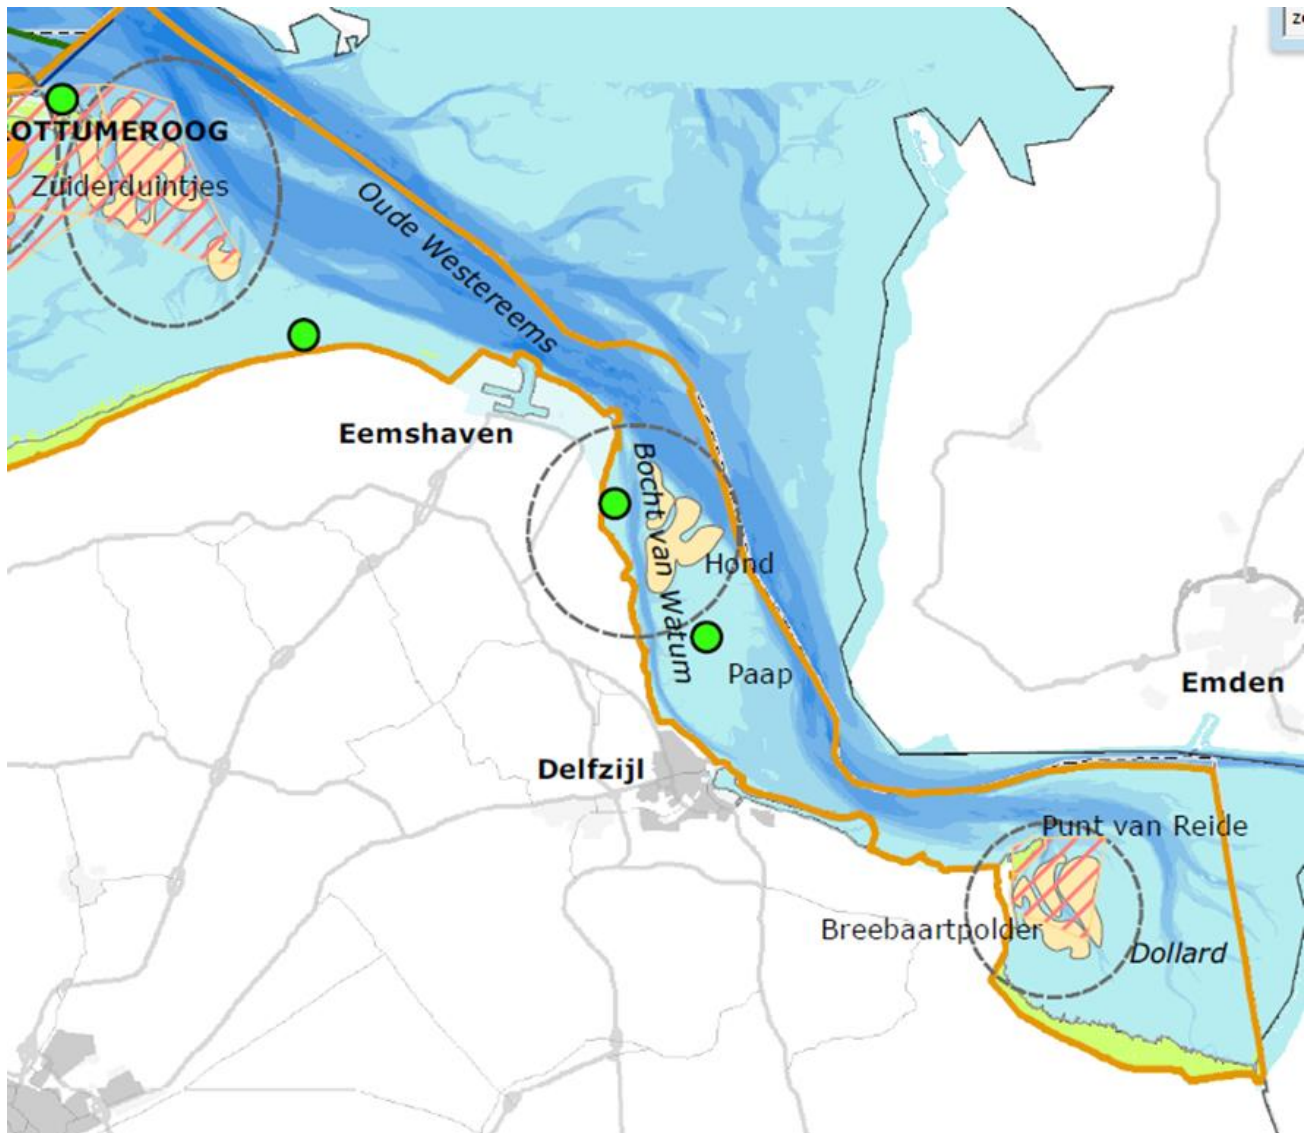 OTTUMEROOG
Zuiderduintjes
Oude Westereems
Eemshaven
Bocht van Watum
Hond
Paap
Emden
Delfzijl
Punt van Reide
Breebaartpolder
Dollard